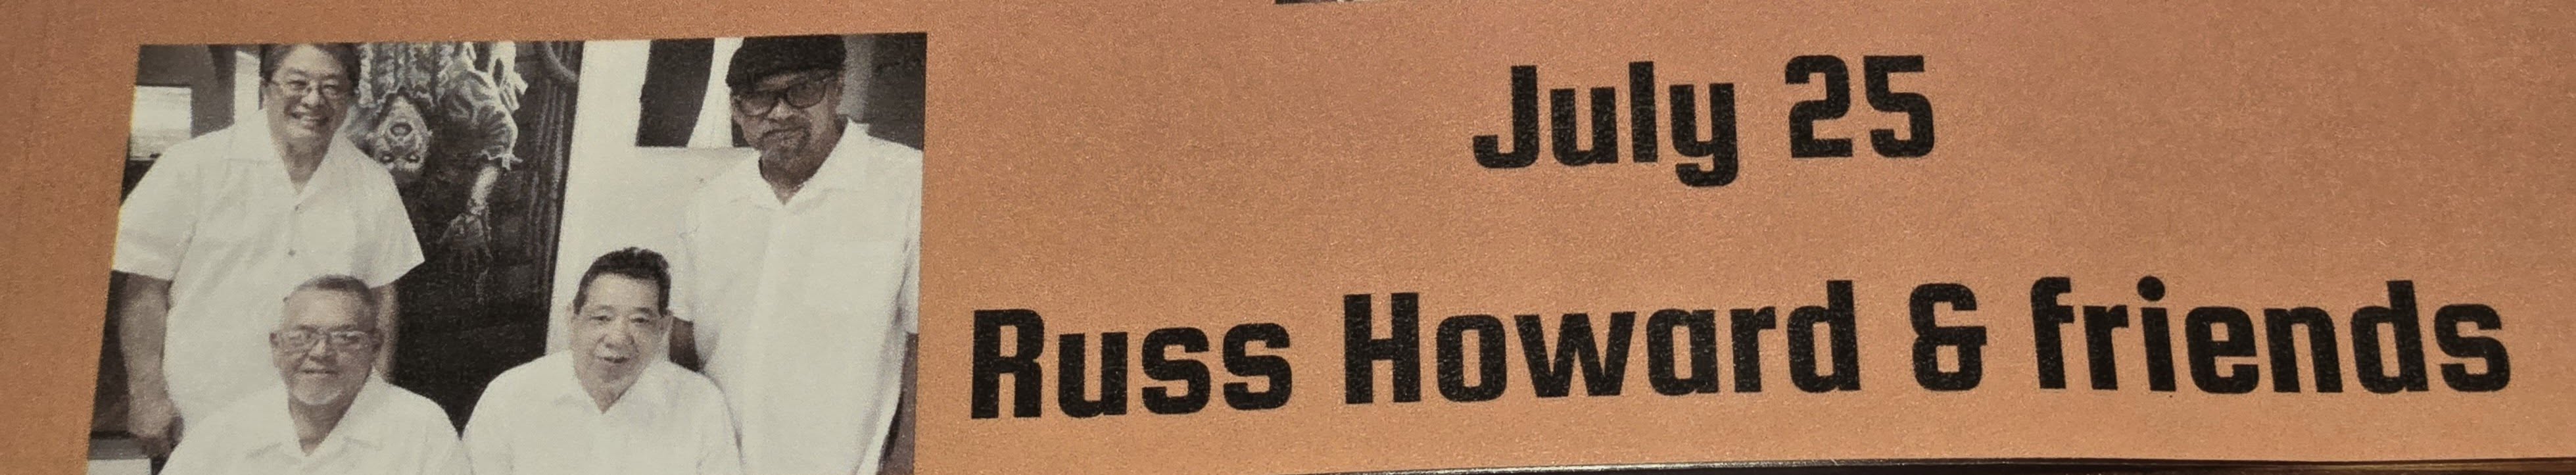 July 25
Russ Howard & friends